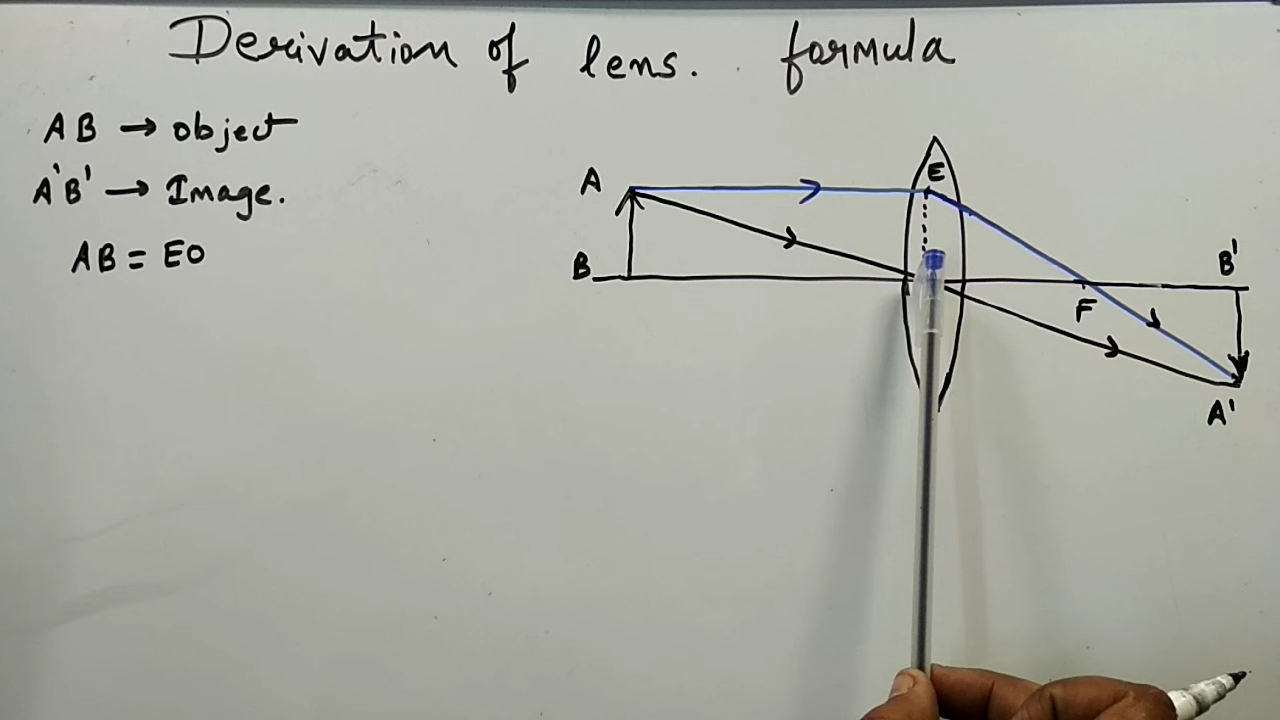 Derivation of lens. formula
AB → object
A'B' → Image.
AB = EO
A
E
B
B'
F
A'